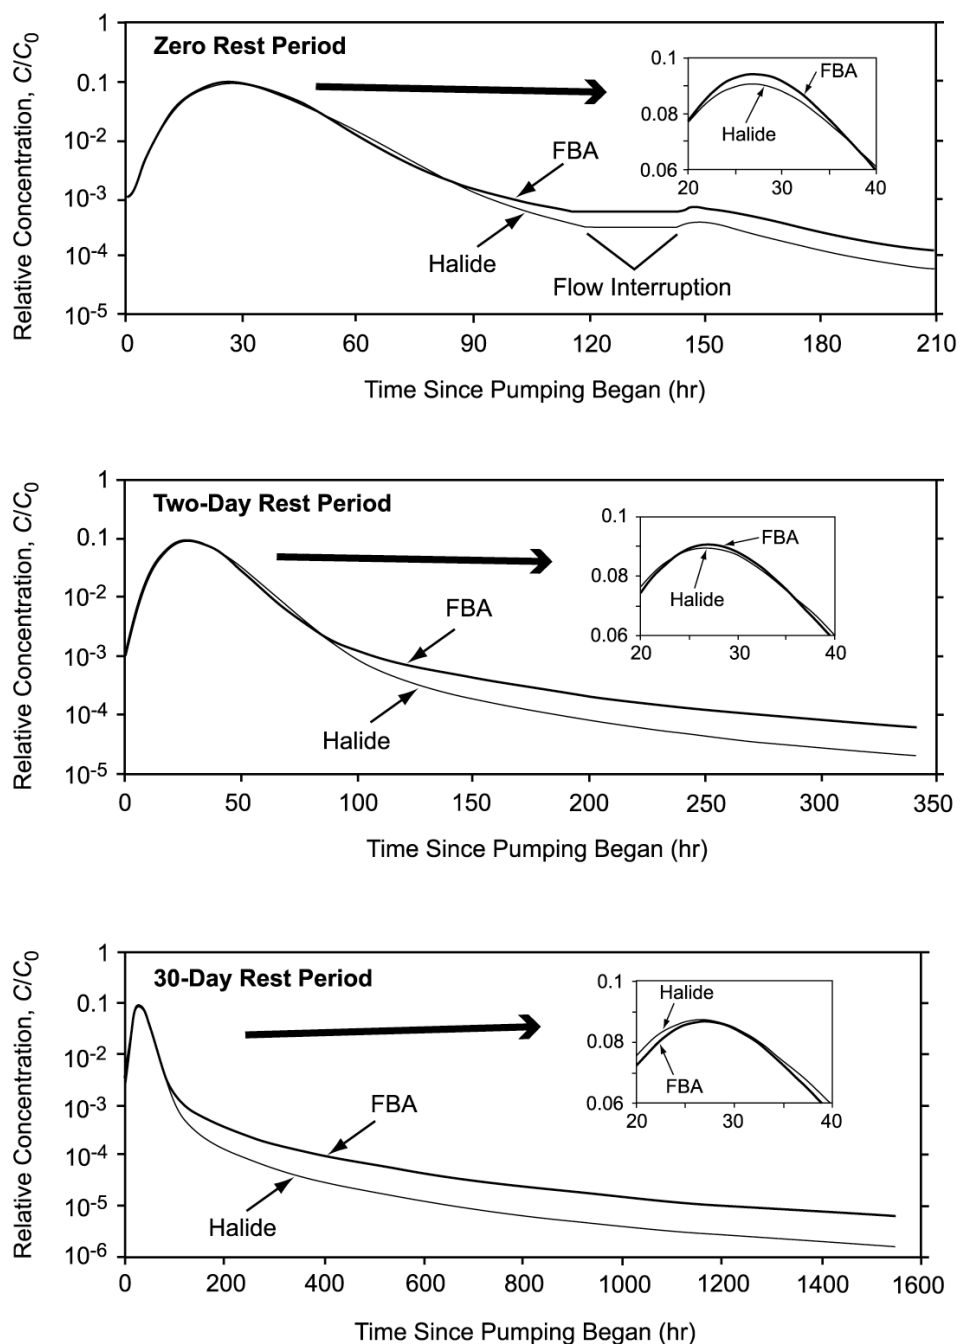 Relative Concentration, C/C0
Zero Rest Period
1
0.1
10-2
10-3
10-4
10-5
0
30
60
90
120
150
180
210
Time Since Pumping Began (hr)
FBA
Halide
Flow Interruption
0.1
0.08
0.06
20
30
40
FBA
Halide
Relative Concentration, C/C0
Two-Day Rest Period
1
0.1
10-2
10-3
10-4
10-5
0
50
100
150
200
250
300
350
Time Since Pumping Began (hr)
FBA
Halide
0.1
0.08
0.06
20
30
40
FBA
Halide
Relative Concentration, C/C0
30-Day Rest Period
1
0.1
10-2
10-3
10-4
10-5
10-6
0
200
400
600
800
1000
1200
1400
1600
Time Since Pumping Began (hr)
FBA
Halide
0.1
0.08
0.06
20
30
40
Halide
FBA